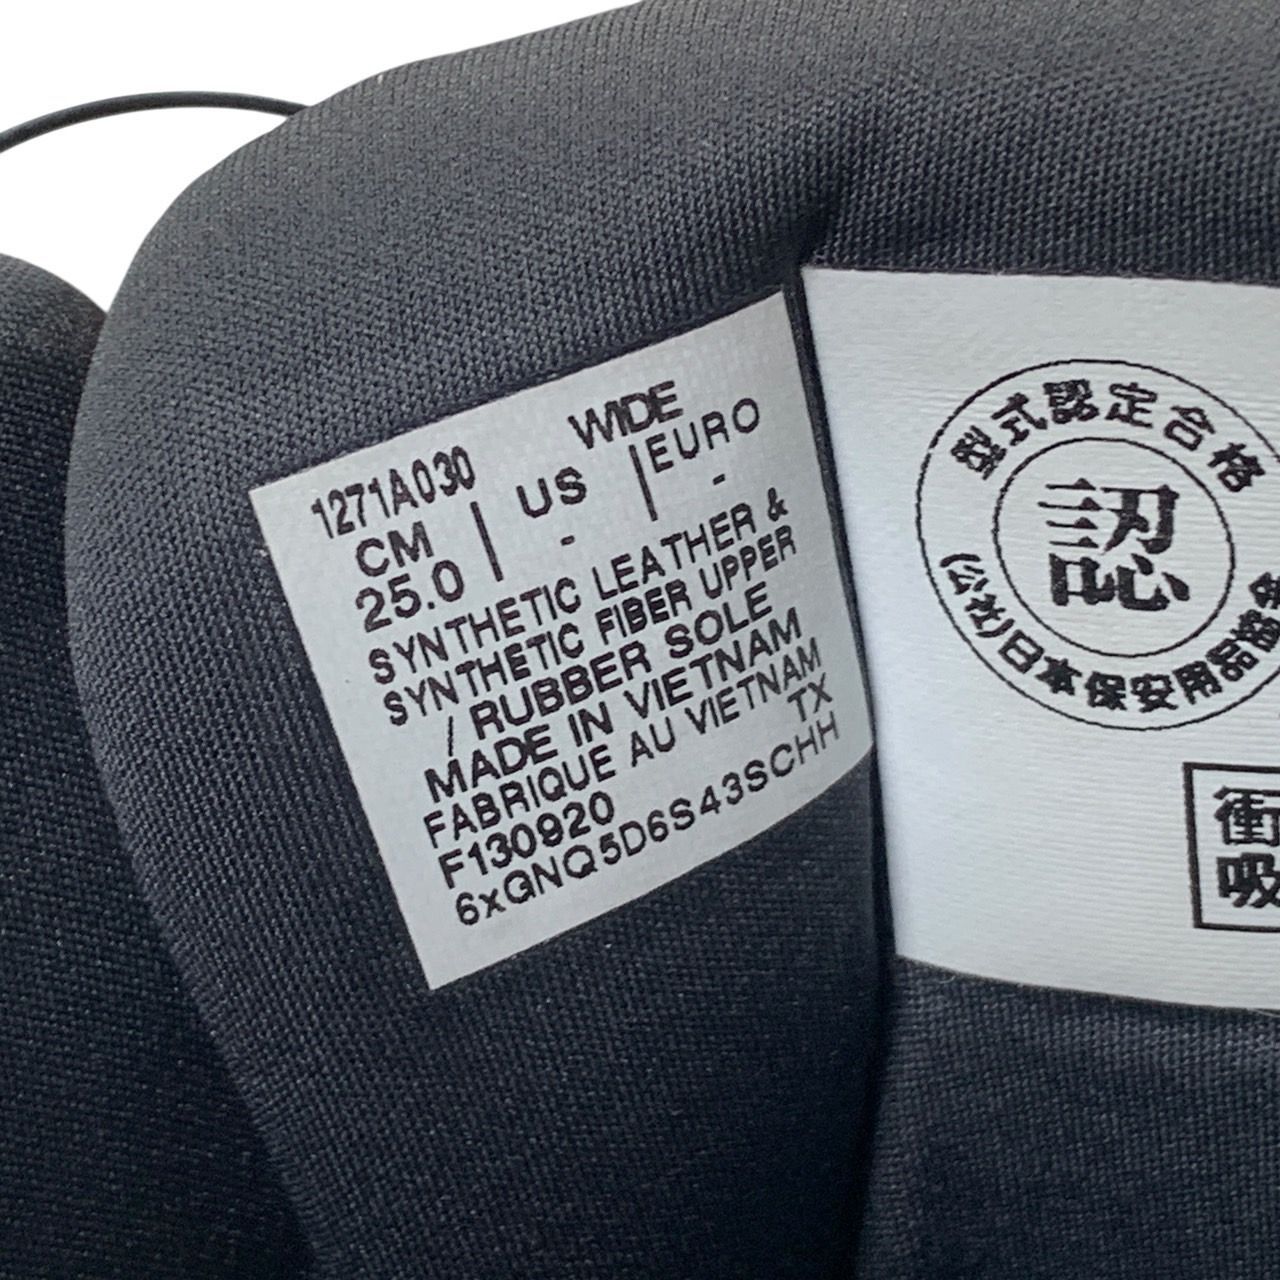 1271A030 WIDE
CM | US | EURO
25.0 - -
SYNTHETIC LEATHER &
SYNTHETIC FIBER UPPER
/ RUBBER SOLE
MADE IN VIETNAM
FABRIQUE AU VIETNAM
F130920 TX
6xGNQ5D6S43SCHH
型式認定合格
認
(公社)日本保安用品協会
衝
吸